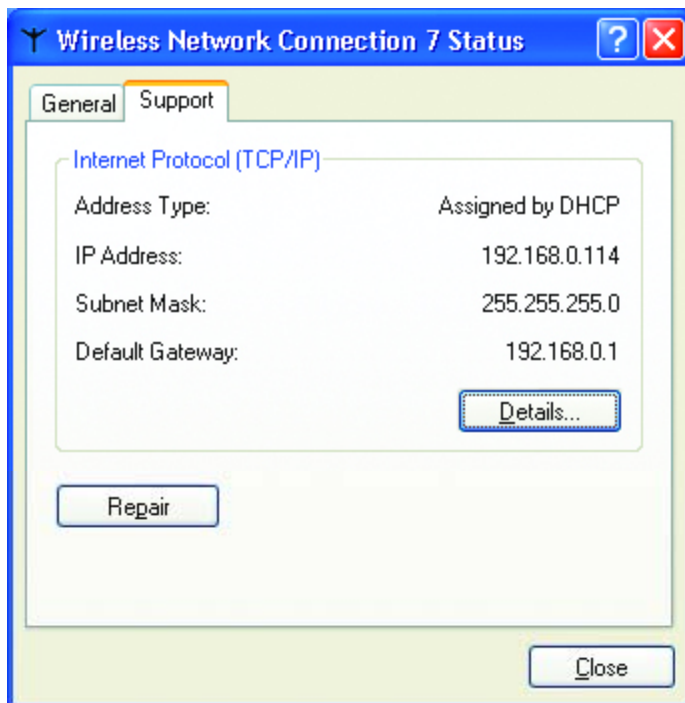 Wireless Network Connection 7 Status
General
Support
Internet Protocol (TCP/IP)
Address Type: Assigned by DHCP
IP Address: 192.168.0.114
Subnet Mask: 255.255.255.0
Default Gateway: 192.168.0.1
Details...
Repair
Close